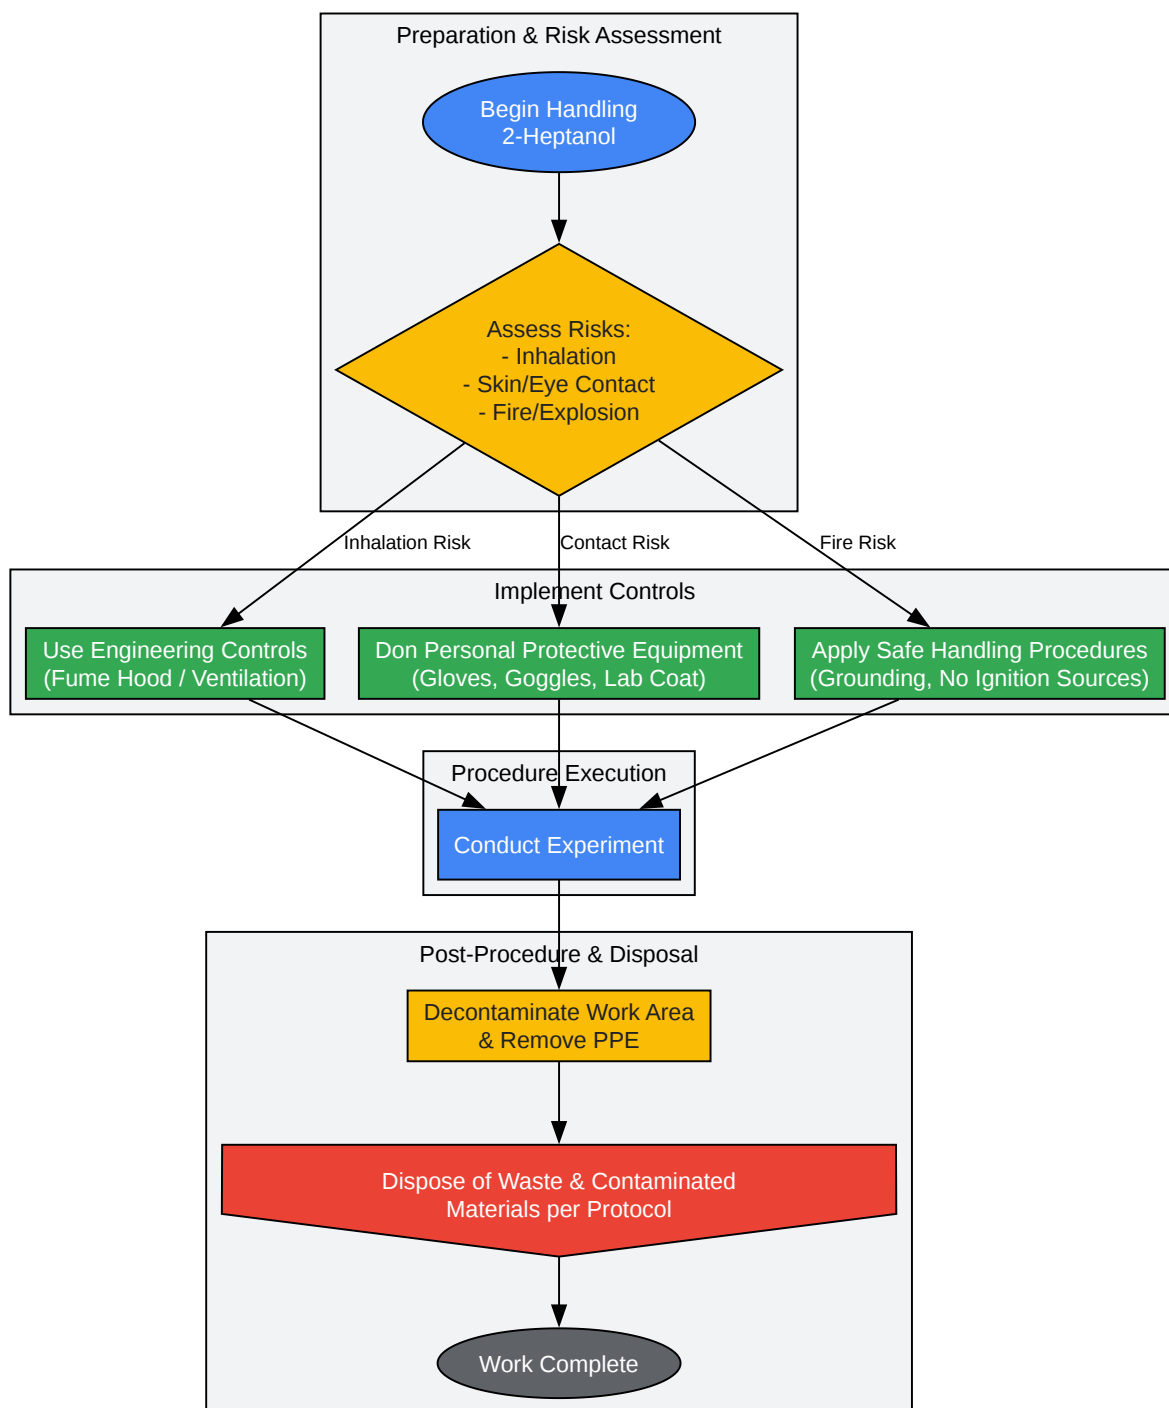 Preparation & Risk Assessment
Begin Handling
2-Heptanol
Assess Risks:
- Inhalation
- Skin/Eye Contact
- Fire/Explosion
Inhalation Risk
Contact Risk
Fire Risk
Implement Controls
Use Engineering Controls
(Fume Hood / Ventilation)
Don Personal Protective Equipment
(Gloves, Goggles, Lab Coat)
Apply Safe Handling Procedures
(Grounding, No Ignition Sources)
Procedure Execution
Conduct Experiment
Post-Procedure & Disposal
Decontaminate Work Area
& Remove PPE
Dispose of Waste & Contaminated
Materials per Protocol
Work Complete